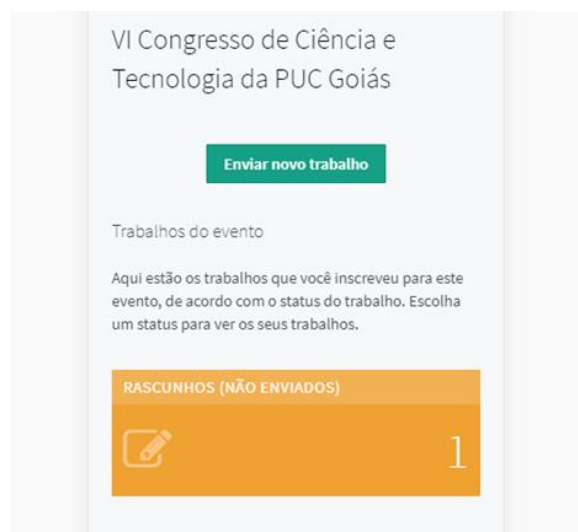 VI Congresso de Ciência e
Tecnologia da PUC Goiás
Enviar novo trabalho
Trabalhos do evento
Aqui estão os trabalhos que você inscreveu para este
evento, de acordo com o status do trabalho. Escolha
um status para ver os seus trabalhos.
RASCUNHOS (NÃO ENVIADOS)
1